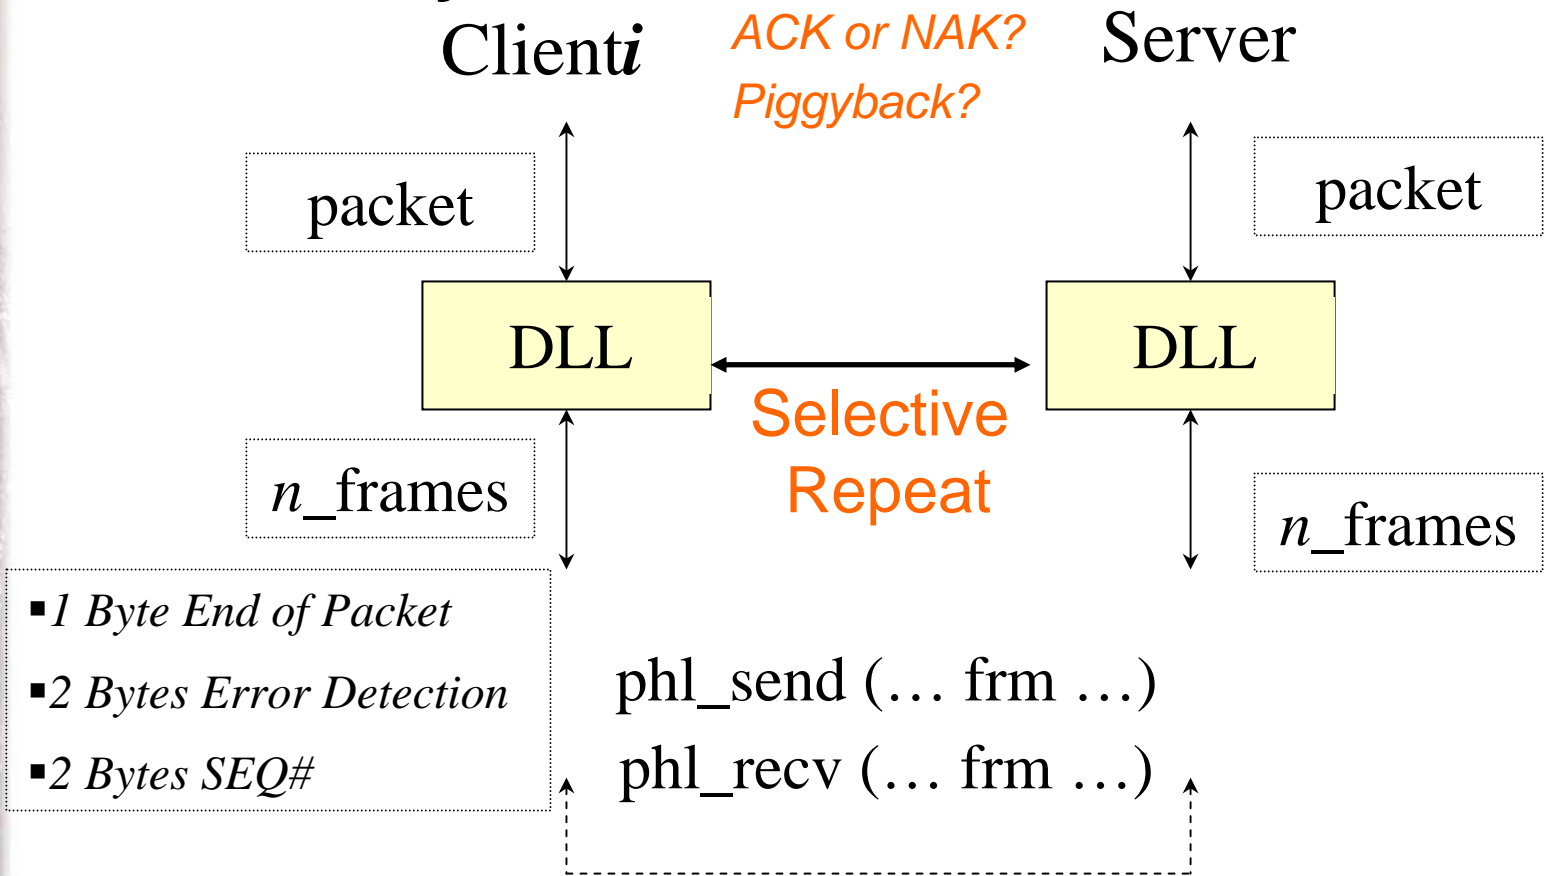 Clienti
ACK or NAK?
Piggyback?
Server
packet
packet
DLL
DLL
Selective
Repeat
n_frames
n_frames
▪1 Byte End of Packet
▪2 Bytes Error Detection
▪2 Bytes SEQ#
phl_send (… frm …)
phl_recv (… frm …)